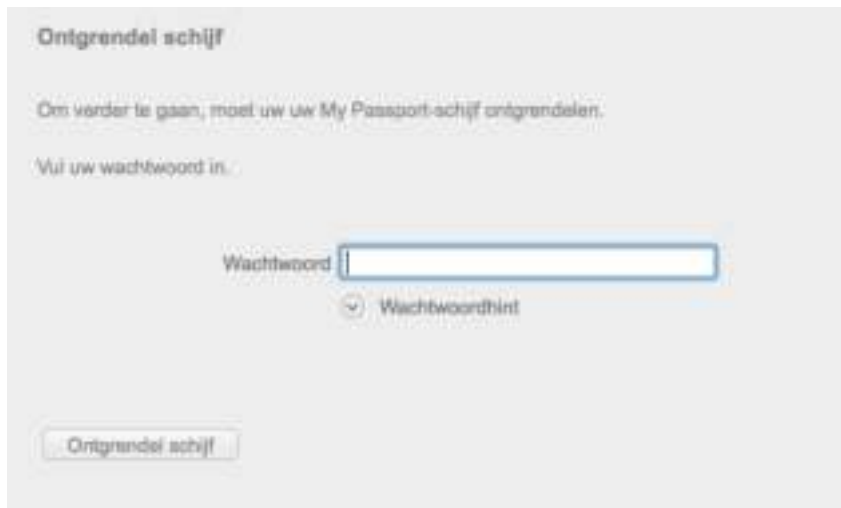 Ontgrendel schijf
Om verder te gaan, moet uw uw My Passport-schijf ontgrendelen.
Vul uw wachtwoord in.
Wachtwoord
Wachtwoordhint
Ontgrendel schijf